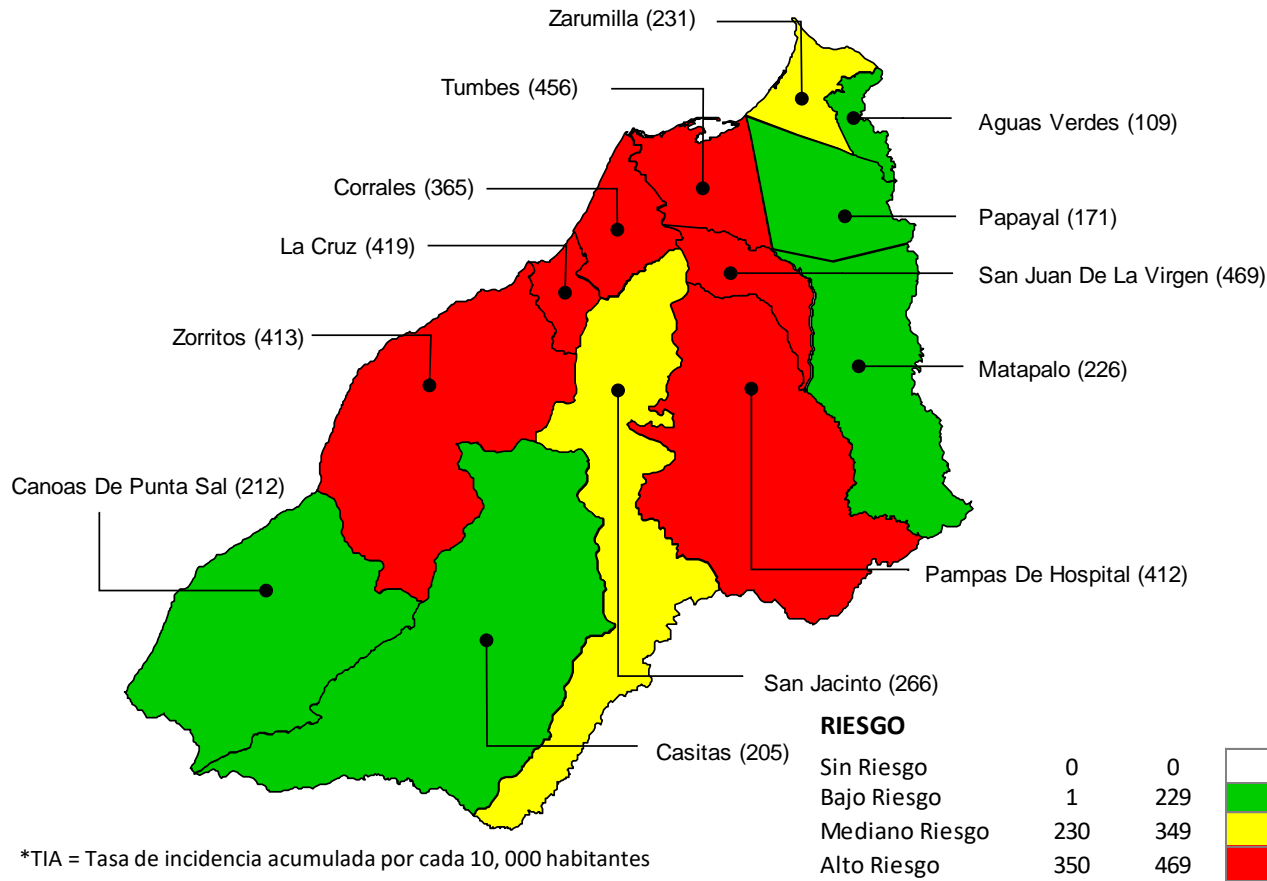 Zarumilla (231)
Tumbes (456)
Aguas Verdes (109)
Corrales (365)
Papayal (171)
La Cruz (419)
San Juan De La Virgen (469)
Zorritos (413)
Matapalo (226)
Canoas De Punta Sal (212)
Pampas De Hospital (412)
San Jacinto (266)
Casitas (205)
RIESGO
Sin Riesgo 0 0
Bajo Riesgo 1 229
Mediano Riesgo 230 349
Alto Riesgo 350 469
*TIA = Tasa de incidencia acumulada por cada 10, 000 habitantes